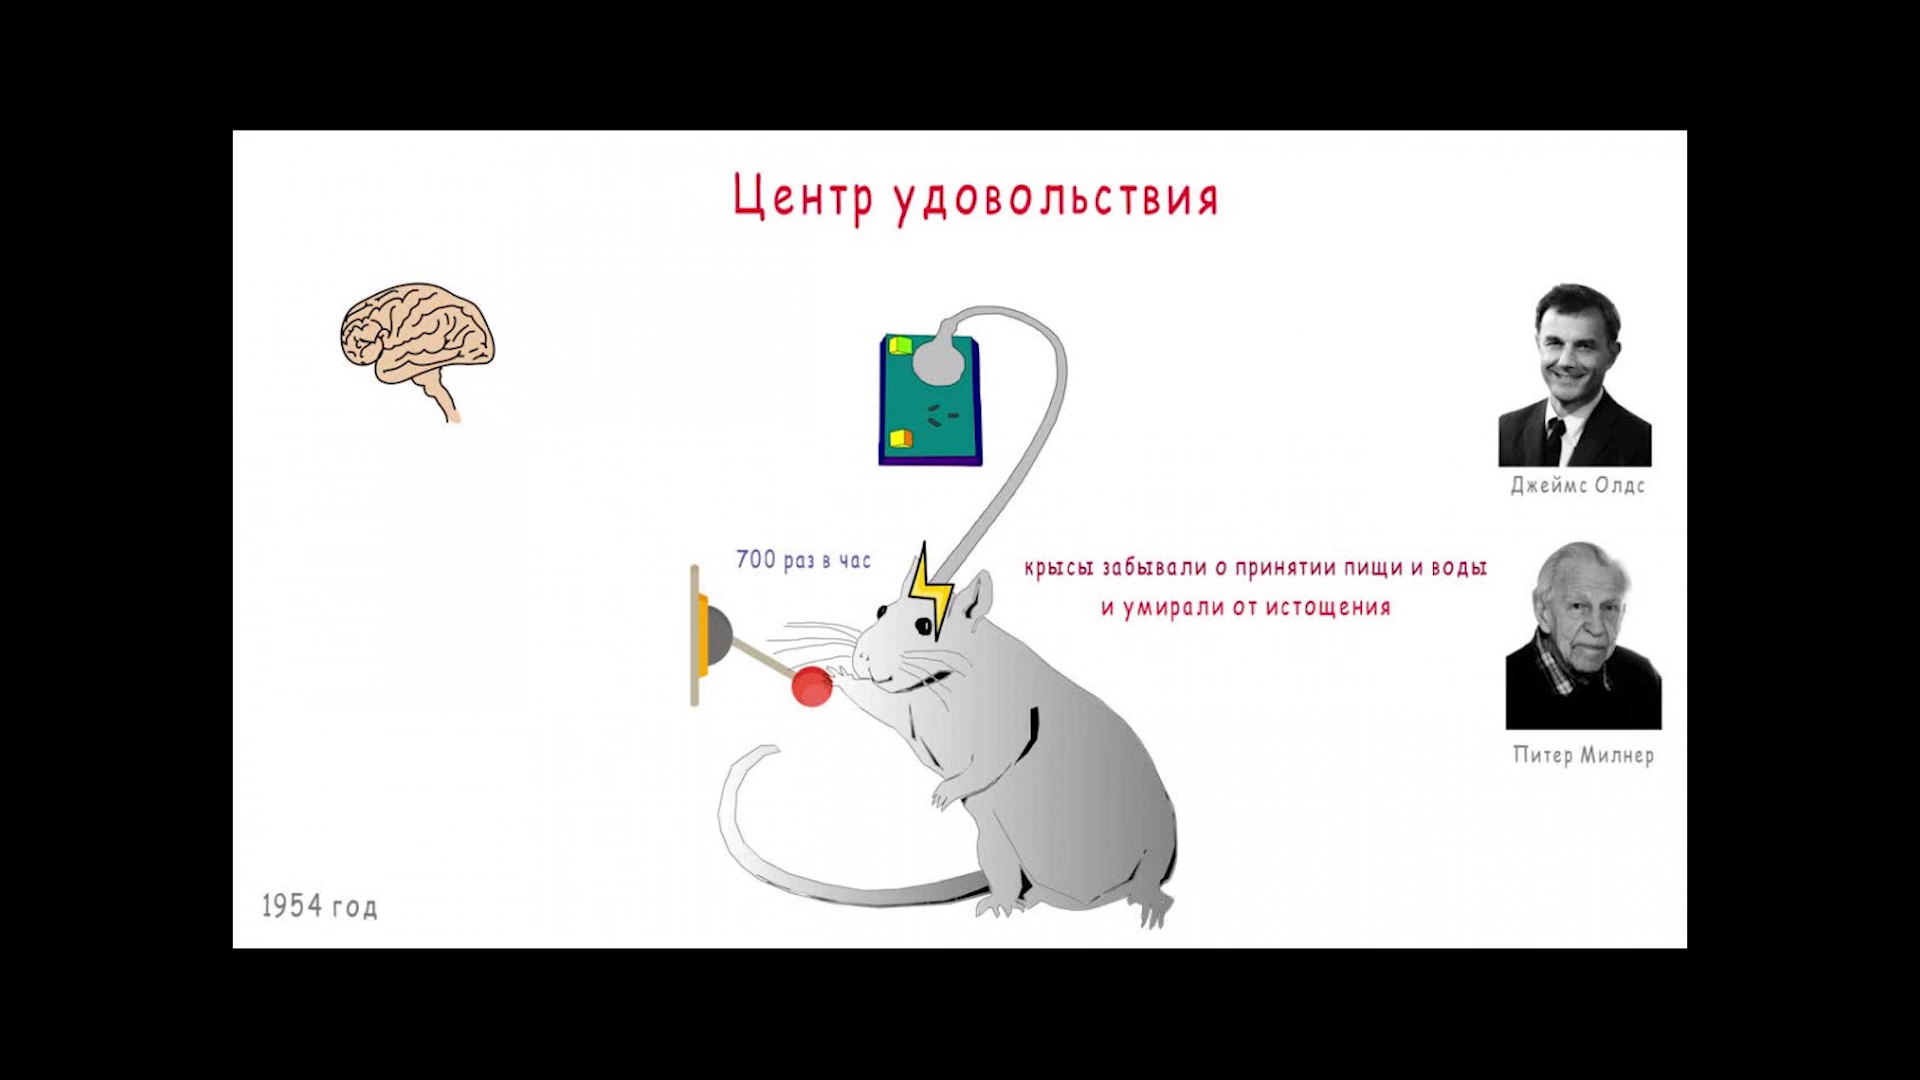 Центр удовольствия
Джеймс Олдс
700 раз в час
крысы забывали о принятии пищи и воды
и умирали от истощения
Питер Милнер
1954 год